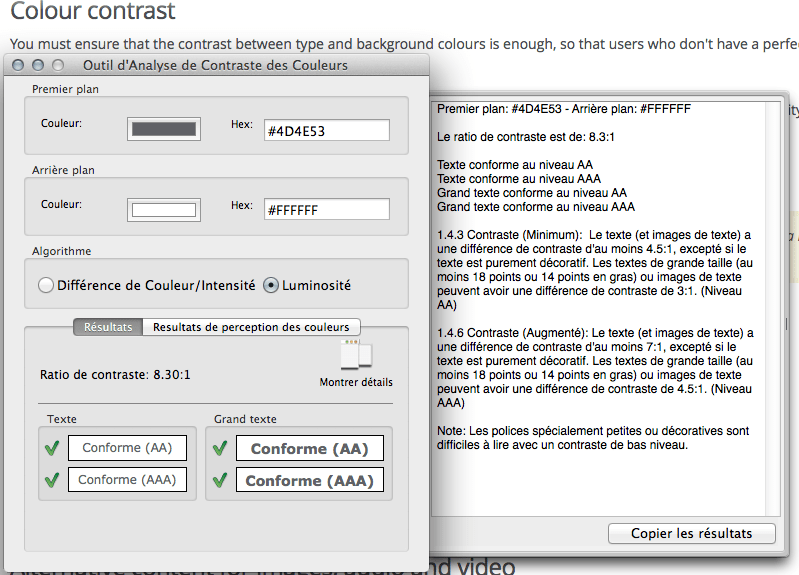 Colour contrast
You must ensure that the contrast between type and background colours is enough, so that users who don't have a
Outil d'Analyse de Contraste des Couleurs
Premier plan
Couleur:
Hex:
#4D4E53
Arrière plan
Couleur:
Hex:
#FFFFFF
Algorithme
Différence de Couleur/Intensité
Luminosité
Résultats
Resultats de perception des couleurs
Ratio de contraste: 8.30:1
Montrer détails
Texte
Conforme (AA)
Conforme (AAA)
Grand texte
Conforme (AA)
Conforme (AAA)
Premier plan: #4D4E53 - Arrière plan: #FFFFFF
Le ratio de contraste est de: 8.3:1
Texte conforme au niveau AA
Texte conforme au niveau AAA
Grand texte conforme au niveau AA
Grand texte conforme au niveau AAA
1.4.3 Contraste (Minimum): Le texte (et images de texte) a
une différence de contraste d'au moins 4.5:1, excepté si le
texte est purement décoratif. Les textes de grande taille (au
moins 18 points ou 14 points en gras) ou images de texte
peuvent avoir une différence de contraste de 3:1. (Niveau
AA)
1.4.6 Contraste (Augmenté): Le texte (et images de texte) a
une différence de contraste d'au moins 7:1, excepté si le
texte est purement décoratif. Les textes de grande taille (au
moins 18 points ou 14 points en gras) ou images de texte
peuvent avoir une différence de contraste de 4.5:1. (Niveau
AAA)
Note: Les polices spécialement petites ou décoratives sont
difficiles à lire avec un contraste de bas niveau.
Copier les résultats
Alternative content for images, audio and video